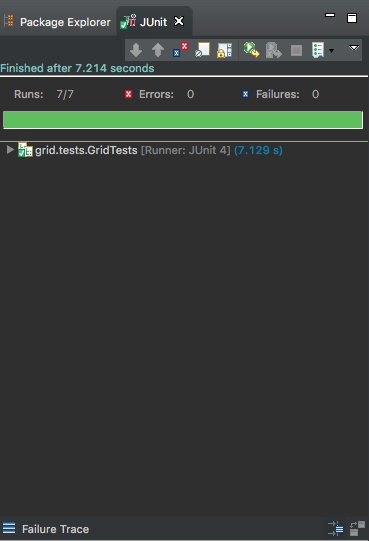 Package Explorer JUnit
Finished after 7.214 seconds
Runs: 7/7 Errors: 0 Failures: 0
grid.tests.GridTests [Runner: JUnit 4] (7.129 s)
Failure Trace